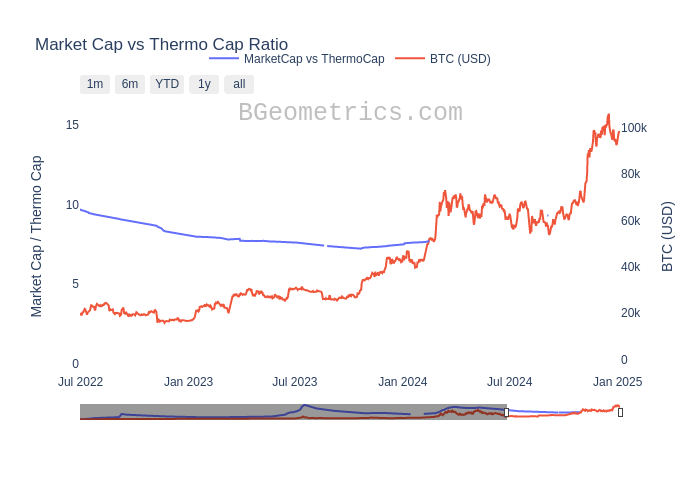 Market Cap vs Thermo Cap Ratio
MarketCap vs ThermoCap
BTC (USD)
1m
6m
YTD
1y
all
BGeometrics.com
15
10
5
0
Market Cap / Thermo Cap
100k
80k
60k
40k
20k
0
BTC (USD)
Jul 2022
Jan 2023
Jul 2023
Jan 2024
Jul 2024
Jan 2025